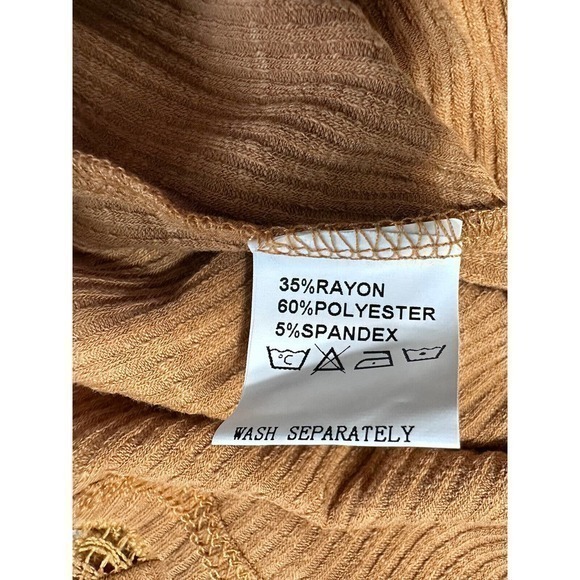 35%RAYON
60%POLYESTER
5%SPANDEX
°C
WASH SEPARATELY